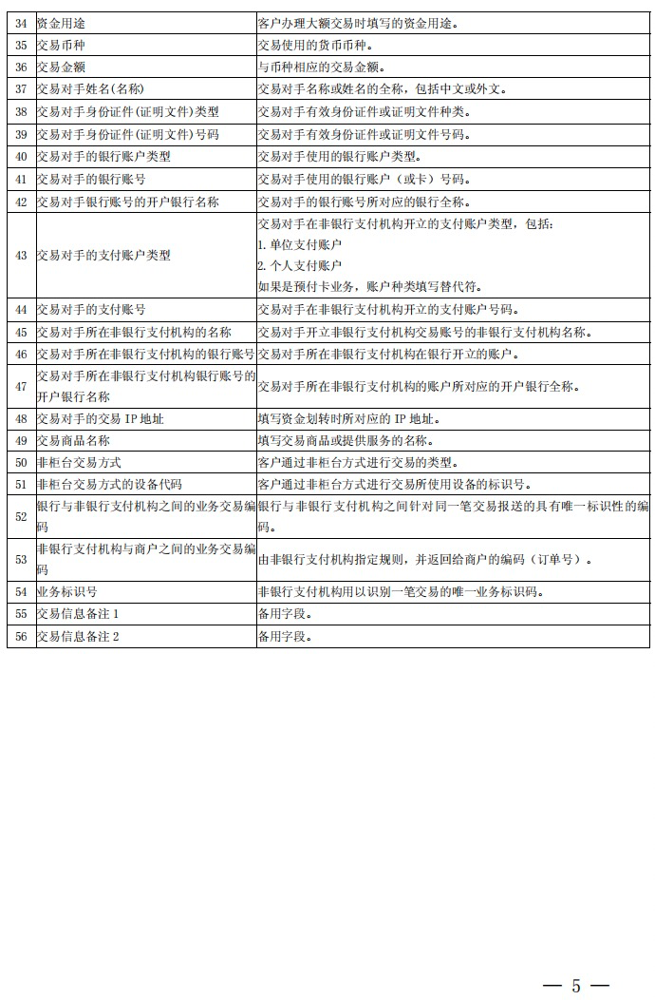 34 资金用途 客户办理大额交易时填写的资金用途。
35 交易币种 交易使用的货币币种。
36 交易金额 与币种相应的交易金额。
37 交易对手姓名(名称) 交易对手名称或姓名的全称，包括中文或外文。
38 交易对手身份证件(证明文件)类型 交易对手有效身份证件或证明文件种类。
39 交易对手身份证件(证明文件)号码 交易对手有效身份证件或证明文件号码。
40 交易对手的银行账户类型 交易对手使用的银行账户类型。
41 交易对手的银行账号 交易对手使用的银行账户（或卡）号码。
42 交易对手银行账号的开户银行名称 交易对手的银行账号所对应的银行全称。
43 交易对手的支付账户类型 交易对手在非银行支付机构开立的支付账户类型，包括：
1.单位支付账户
2.个人支付账户
如果是预付卡业务，账户种类填写替代符。
44 交易对手的支付账号 交易对手在非银行支付机构开立的支付账户号码。
45 交易对手所在非银行支付机构的名称 交易对手开立非银行支付机构交易账号的非银行支付机构名称。
46 交易对手所在非银行支付机构的银行账号 交易对手所在非银行支付机构在银行开立的账户。
47 交易对手所在非银行支付机构银行账号的
开户银行名称 交易对手所在非银行支付机构的账户所对应的开户银行全称。
48 交易对手的交易 IP 地址 填写资金划转时所对应的 IP 地址。
49 交易商品名称 填写交易商品或提供服务的名称。
50 非柜台交易方式 客户通过非柜台方式进行交易的类型。
51 非柜台交易方式的设备代码 客户通过非柜台方式进行交易所使用设备的标识号。
52 银行与非银行支付机构之间的业务交易编
码 银行与非银行支付机构之间针对同一笔交易报送的具有唯一标识性的编
码。
53 非银行支付机构与商户之间的业务交易编
码 由非银行支付机构指定规则，并返回给商户的编码（订单号）。
54 业务标识号 非银行支付机构用以识别一笔交易的唯一业务标识码。
55 交易信息备注 1 备用字段。
56 交易信息备注 2 备用字段。
— 5 —